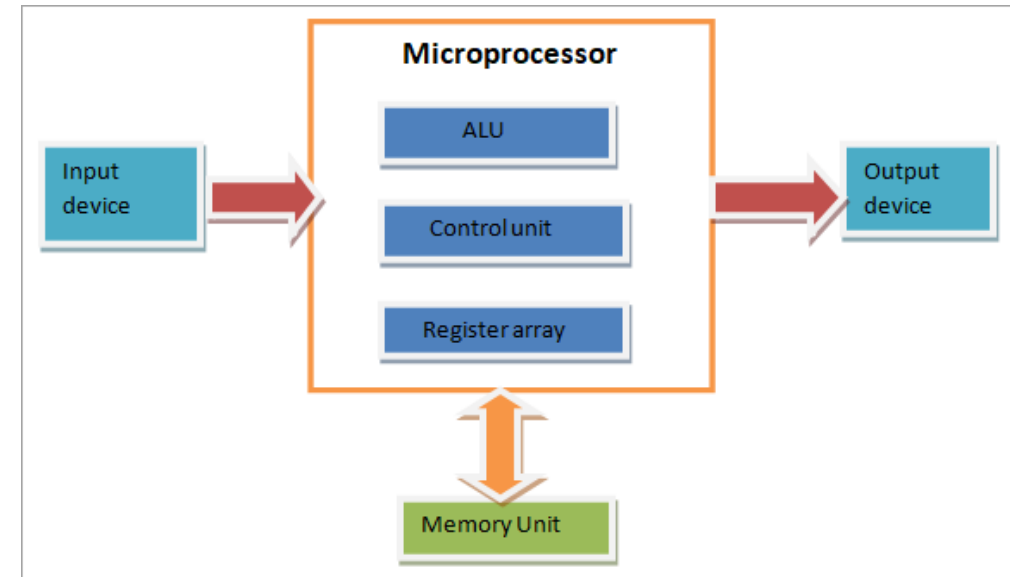 Microprocessor
ALU
Input
device
Control unit
Output
device
Register array
Memory Unit